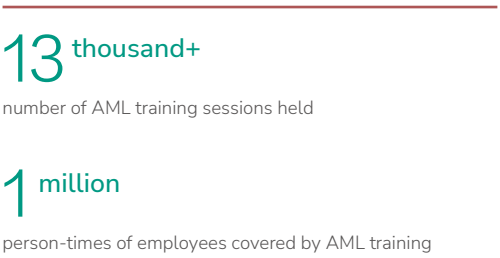 13 thousand+
number of AML training sessions held
1 million
person-times of employees covered by AML training